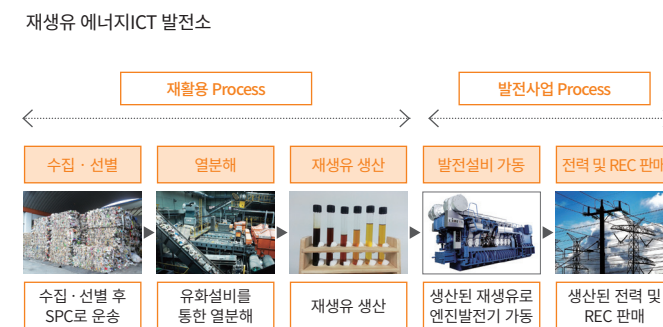 재생유 에너지ICT 발전소
재활용 Process
발전사업 Process
수집 · 선별
열분해
재생유 생산
발전설비 가동
전력 및 REC 판매
수집 · 선별 후
SPC로 운송
유화설비를
통한 열분해
재생유 생산
생산된 재생유로
엔진발전기 가동
생산된 전력 및
REC 판매